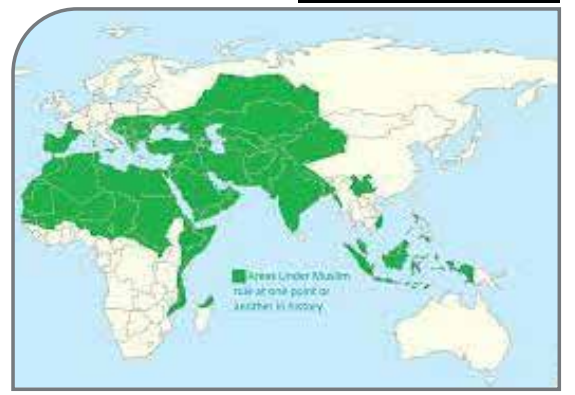 Areas Under Muslim
rule at one point or
another in history